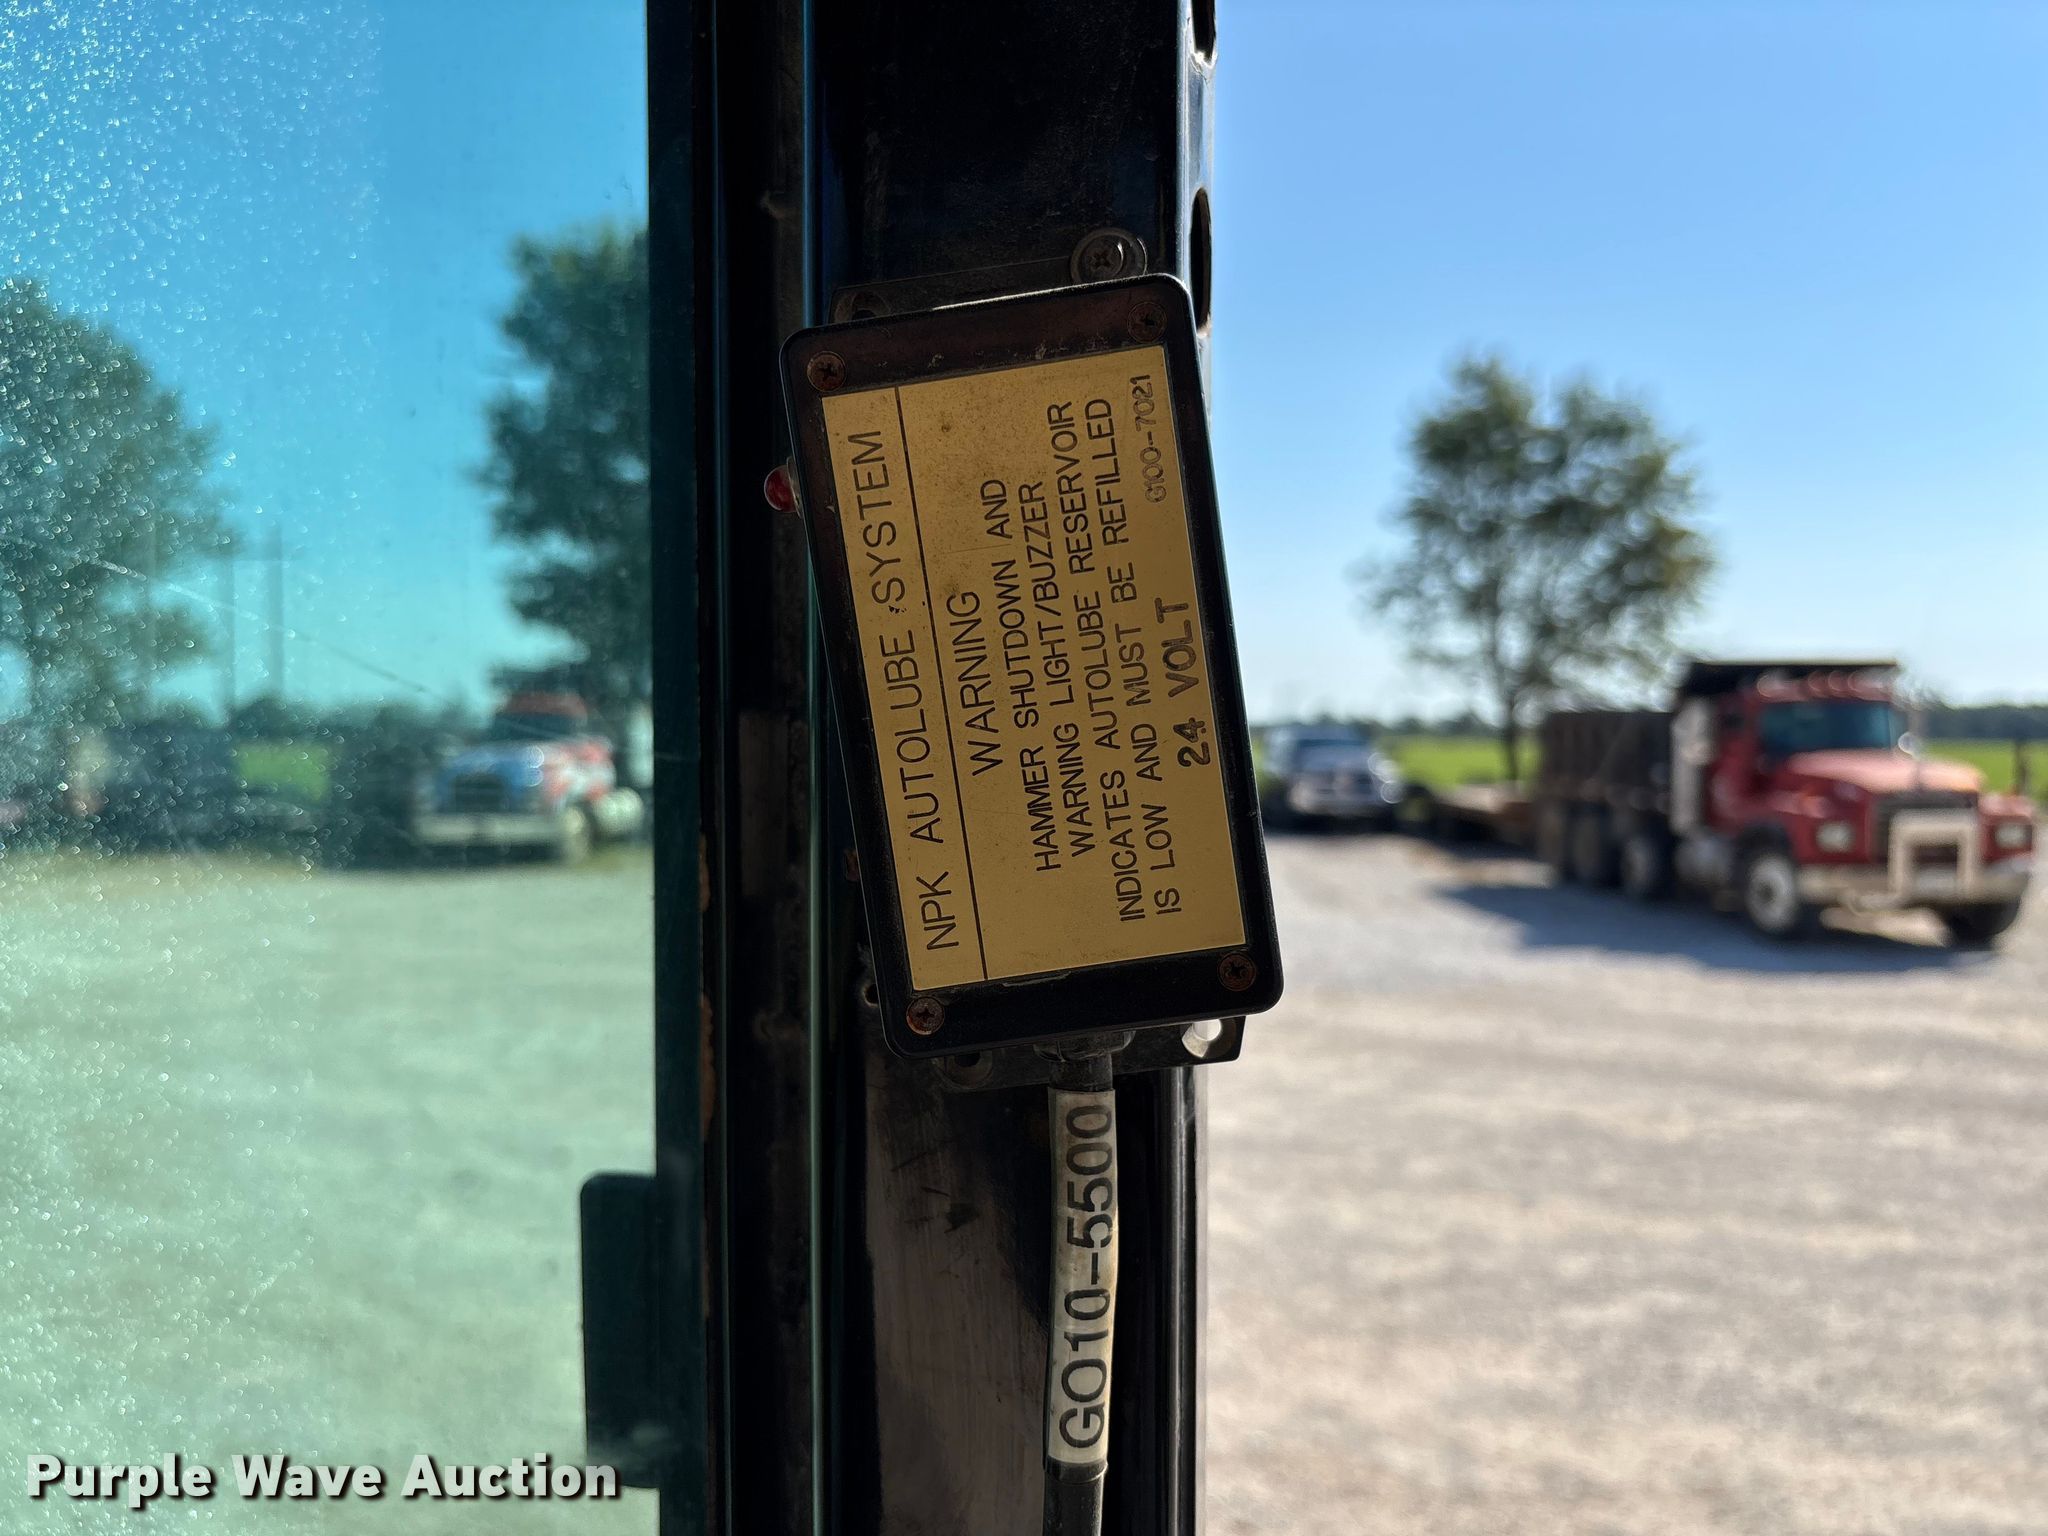 NPK AUTOLUBE SYSTEM
WARNING
HAMMER SHUTDOWN AND
WARNING LIGHT/BUZZER
INDICATES AUTOLUBE RESERVOIR
IS LOW AND MUST BE REFILLED
24 VOLT
G100-7021
G010-5500
Purple Wave Auction